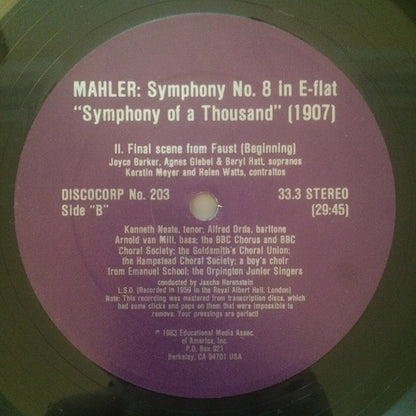 MAHLER: Symphony No. 8 in E-flat
"Symphony of a Thousand" (1907)
II. Final scene from Faust (Beginning)
Joyce Barker, Agnes Giebel & Beryl Hatt, sopranos
Kerstin Meyer and Helen Watts, contraltos
DISCOCORP No. 203 33.3 STEREO
Side "B" (29:45)
Kenneth Neate, tenor; Alfred Orda, baritone
Arnold van Mill, bass; the BBC Chorus and BBC
Choral Society; the Goldsmith's Choral Union;
the Hampstead Choral Society; a boy's choir
from Emanuel School; the Orpington Junior Singers
conducted by Jascha Horenstein
L.S.O. (Recorded in 1959 in the Royal Albert Hall, London)
Note: This recording was mastered from transcription discs, which
had some clicks and pops on them that were impossible to
remove. Your pressings are perfect!
℗ 1983 Educational Media Assoc.
of America, Inc.
P.O. Box 921
Berkeley, CA 94701 USA